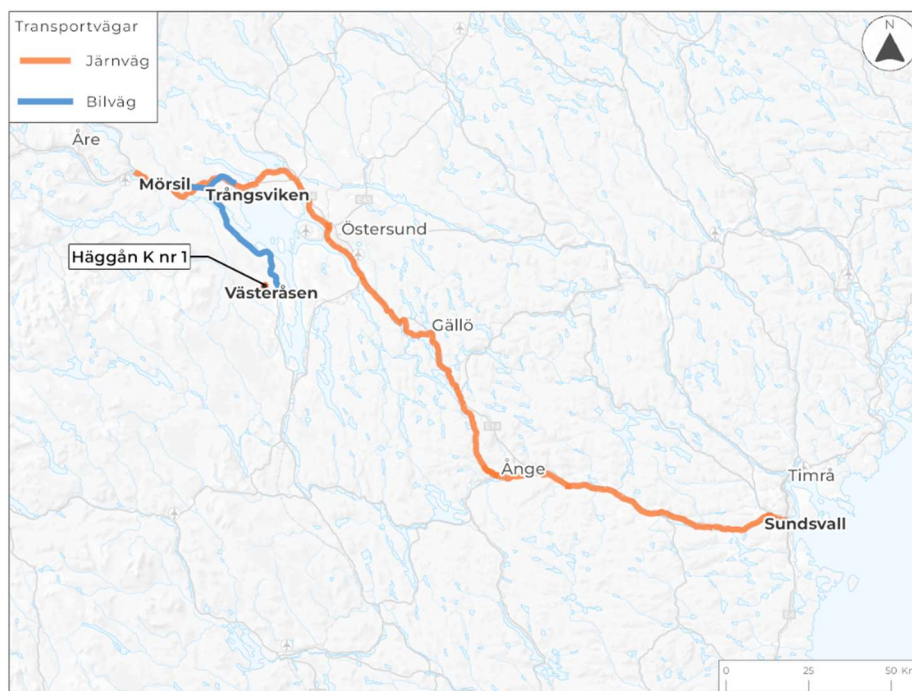 Transportvägar
Järnväg
Bilväg
N
Åre
Mörsil
Trångsviken
Östersund
Häggån K nr 1
Västeråsen
Gällö
Ånge
Timrå
Sundsvall
0 25 50 Km